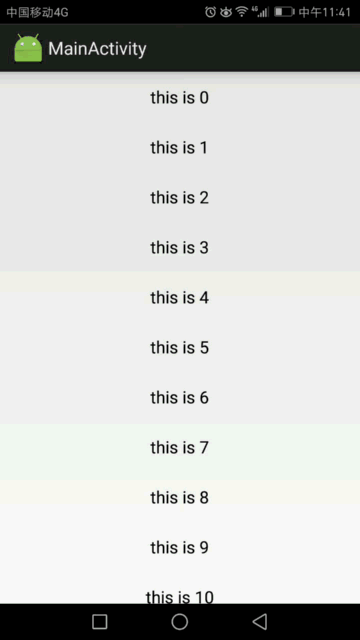 中国移动4G 4G 中午11:41
MainActivity
this is 0
this is 1
this is 2
this is 3
this is 4
this is 5
this is 6
this is 7
this is 8
this is 9
this is 10